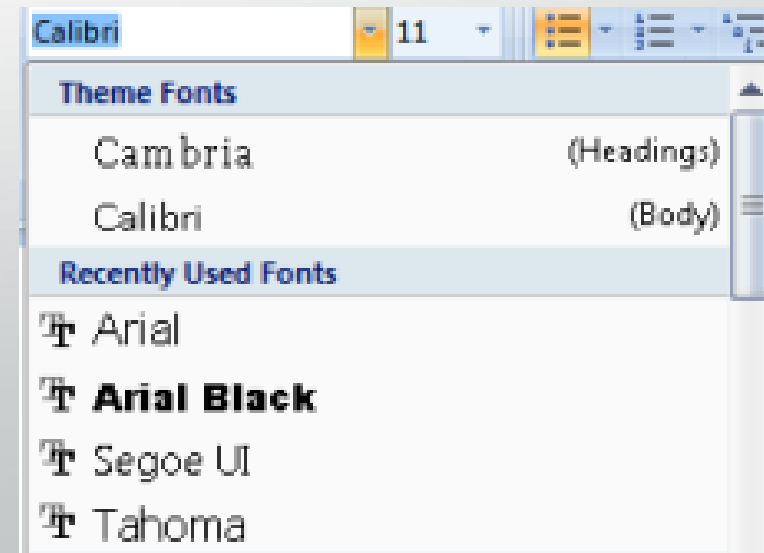 Calibri 11
Theme Fonts
Cambria (Headings)
Calibri (Body)
Recently Used Fonts
Arial
Arial Black
Segoe UI
Tahoma